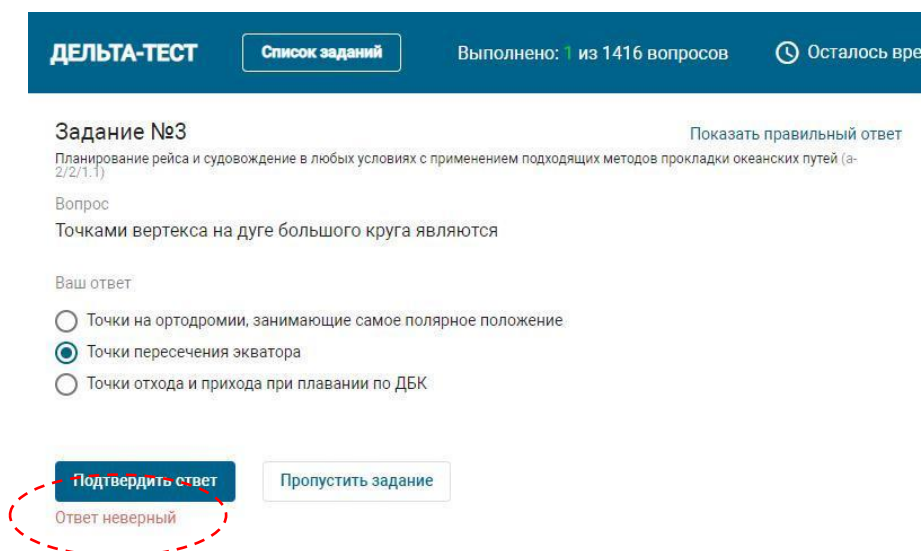 ДЕЛЬТА-ТЕСТ Список заданий Выполнено: 1 из 1416 вопросов Осталось вре
Задание №3 Показать правильный ответ
Планирование рейса и судовождение в любых условиях с применением подходящих методов прокладки океанских путей (a-
2/2/1.1)
Вопрос
Точками вертекса на дуге большого круга являются
Ваш ответ
Точки на ортодромии, занимающие самое полярное положение
Точки пересечения экватора
Точки отхода и прихода при плавании по ДБК
Подтвердить ответ Пропустить задание
Ответ неверный